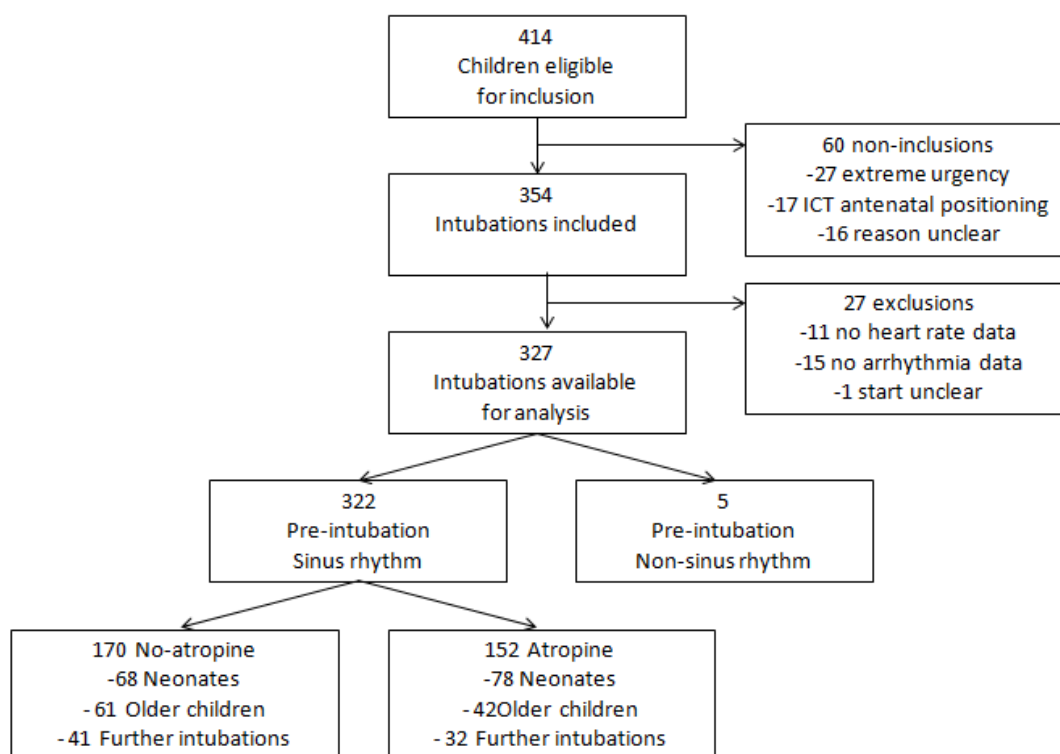 414
Children eligible
for inclusion
60 non-inclusions
-27 extreme urgency
-17 ICT antenatal positioning
-16 reason unclear
354
Intubations included
27 exclusions
-11 no heart rate data
-15 no arrhythmia data
-1 start unclear
327
Intubations available
for analysis
322
Pre-intubation
Sinus rhythm
5
Pre-intubation
Non-sinus rhythm
170 No-atropine
-68 Neonates
- 61 Older children
- 41 Further intubations
152 Atropine
-78 Neonates
- 42Older children
- 32 Further intubations